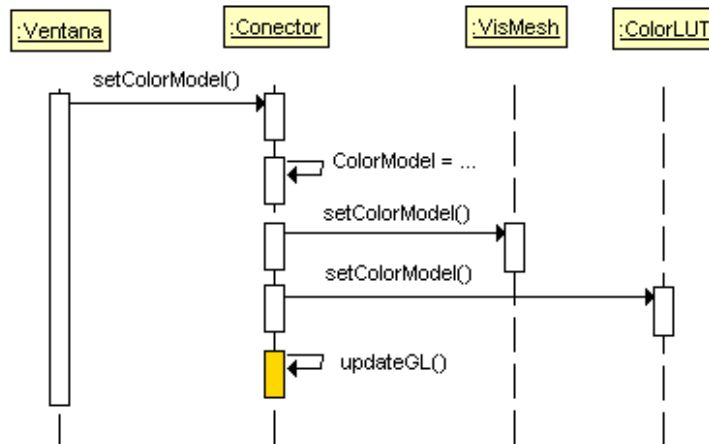 :Ventana
:Conector
:VisMesh
:ColorLUT
setColorModel()
ColorModel = ...
setColorModel()
setColorModel()
updateGL()